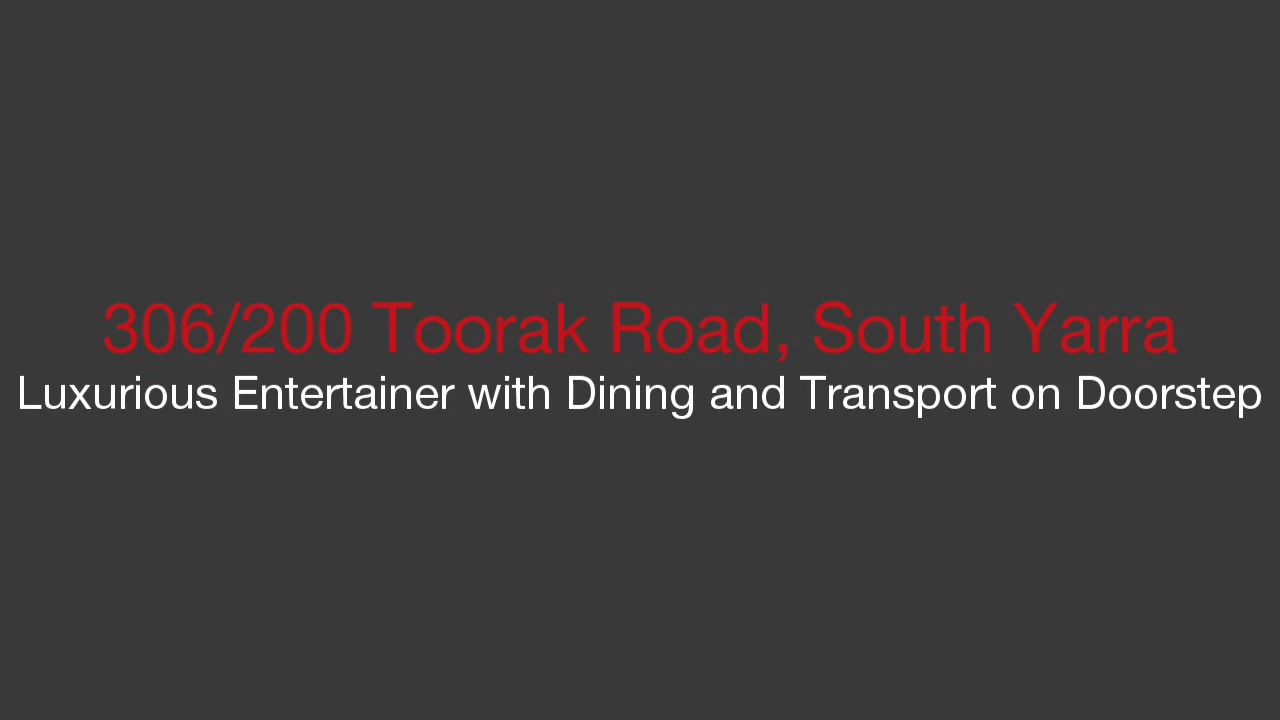 306/200 Toorak Road, South Yarra
Luxurious Entertainer with Dining and Transport on Doorstep